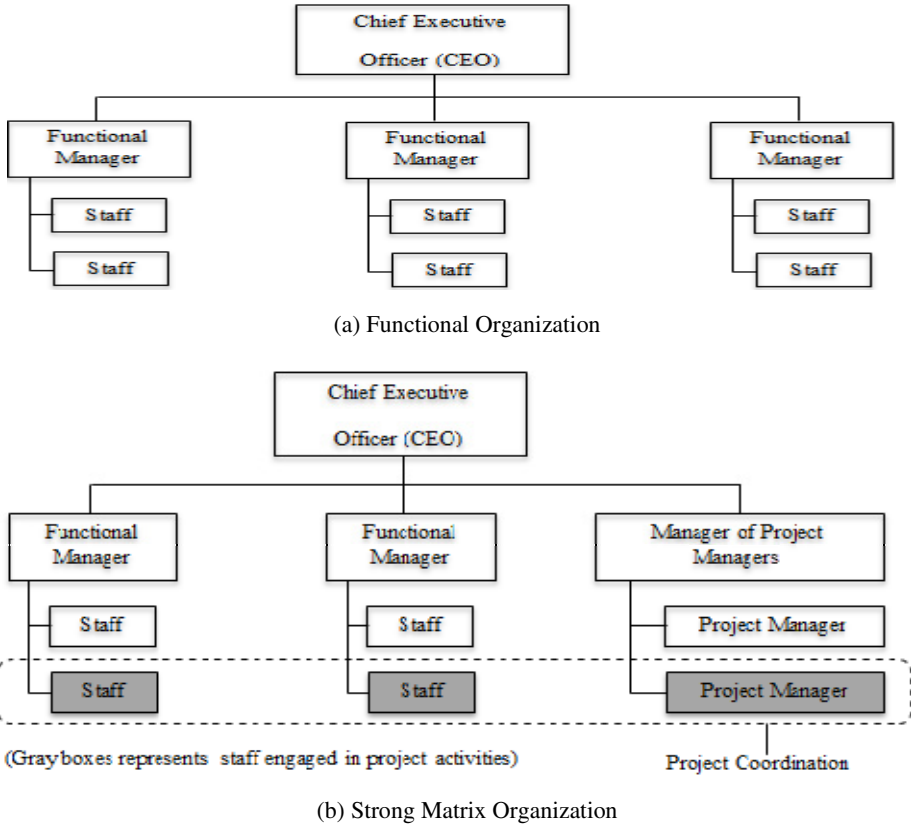 Chief Executive
Officer (CEO)
Functional
Manager
Functional
Manager
Functional
Manager
Staff
Staff
Staff
Staff
Staff
Staff
(a) Functional Organization
Chief Executive
Officer (CEO)
Functional
Manager
Functional
Manager
Manager of Project
Managers
Staff
Staff
Project Manager
Staff
Staff
Project Manager
(Gray boxes represents staff engaged in project activities)
Project Coordination
(b) Strong Matrix Organization